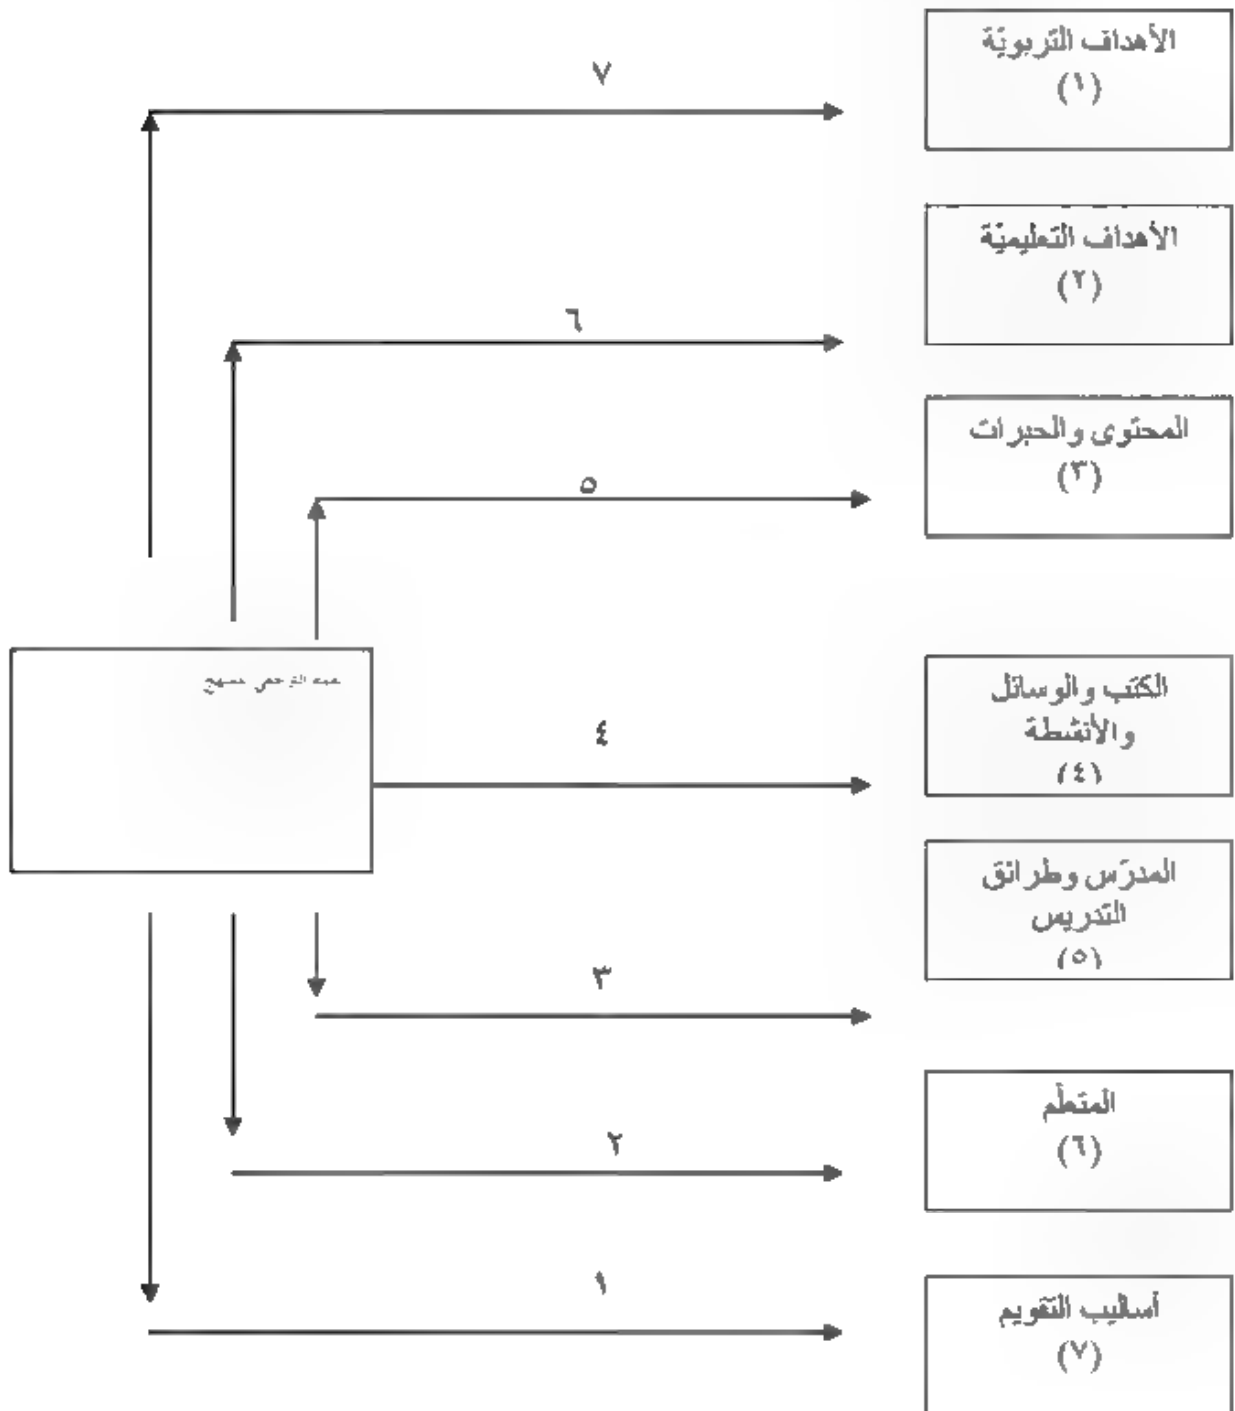 الأهداف التربويّة
(١)
٧
الأهداف التعليميّة
(٢)
٦
المحتوى والخبرات
(٣)
٥
الكتب والوسائل
والأنشطة
(٤)
٤
المدرّس وطرائق
التدريس
(٥)
٣
المتعلّم
(٦)
٢
أساليب التقويم
(٧)
١